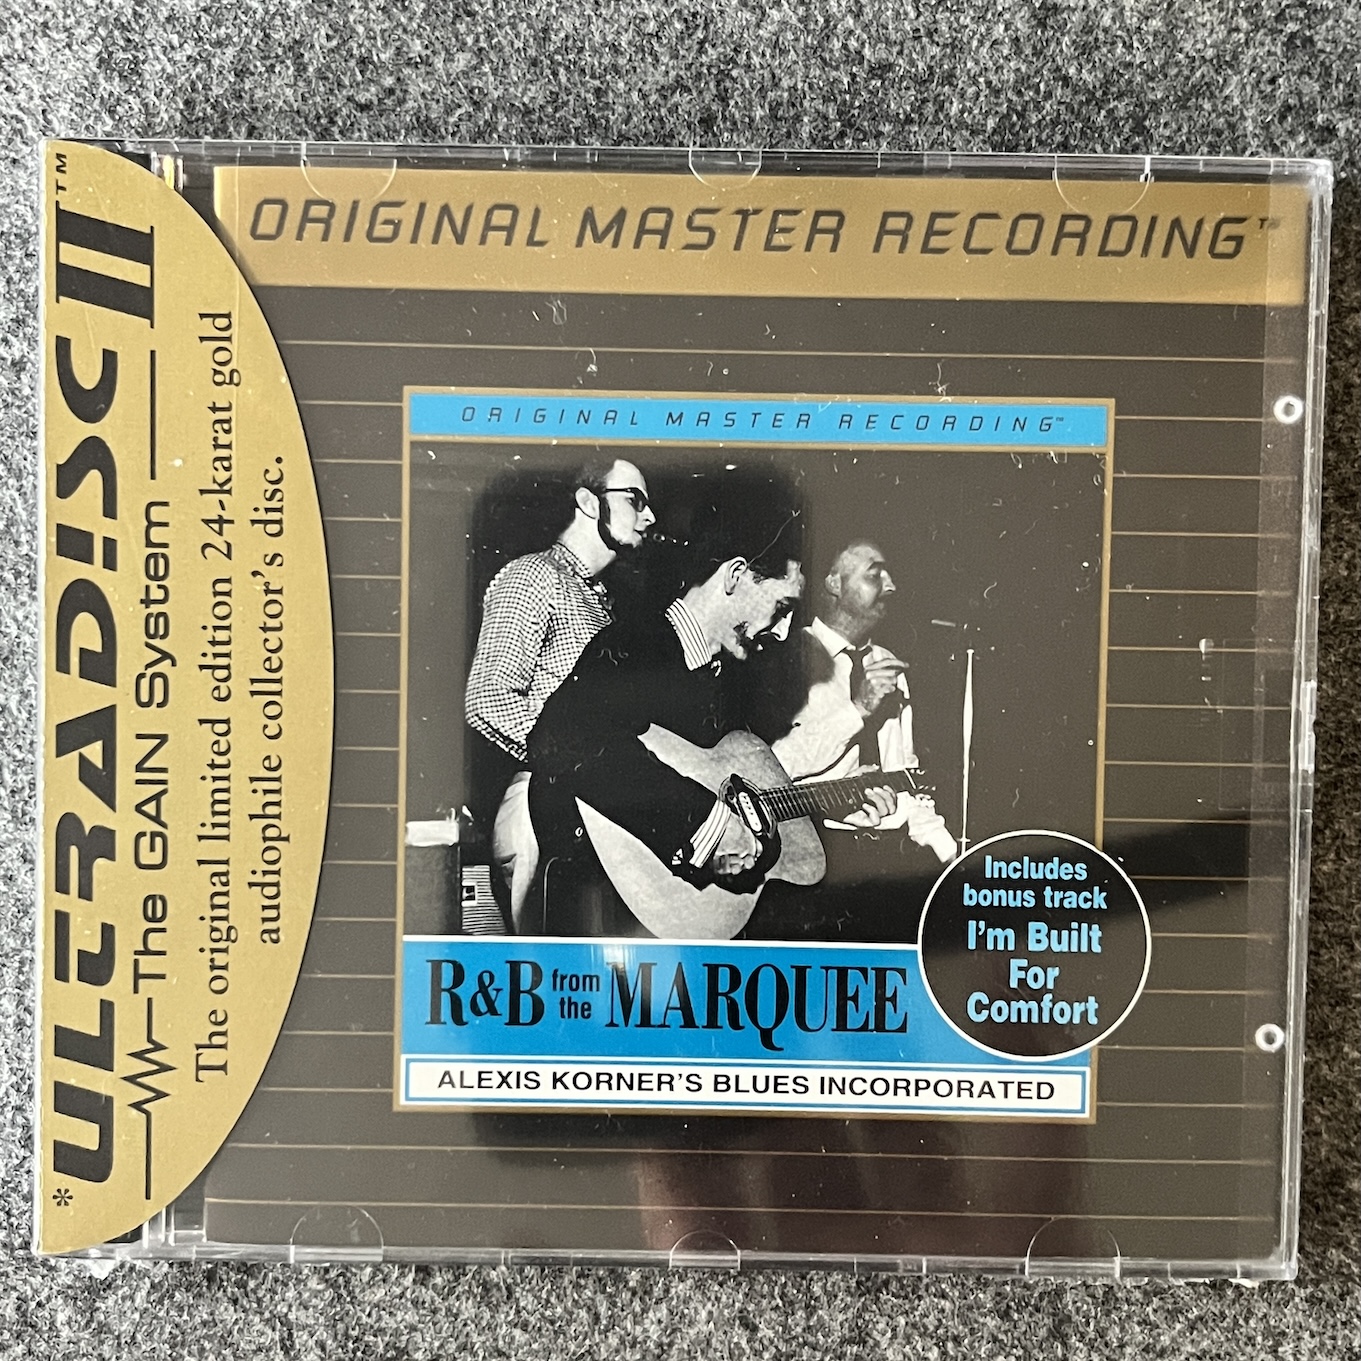 *ULTRADISC II™
The GAIN System
The original limited edition 24-karat gold
audiophile collector's disc.
ORIGINAL MASTER RECORDING™
ORIGINAL MASTER RECORDING™
Includes
bonus track
I'm Built
For
Comfort
R&B from the MARQUEE
ALEXIS KORNER'S BLUES INCORPORATED